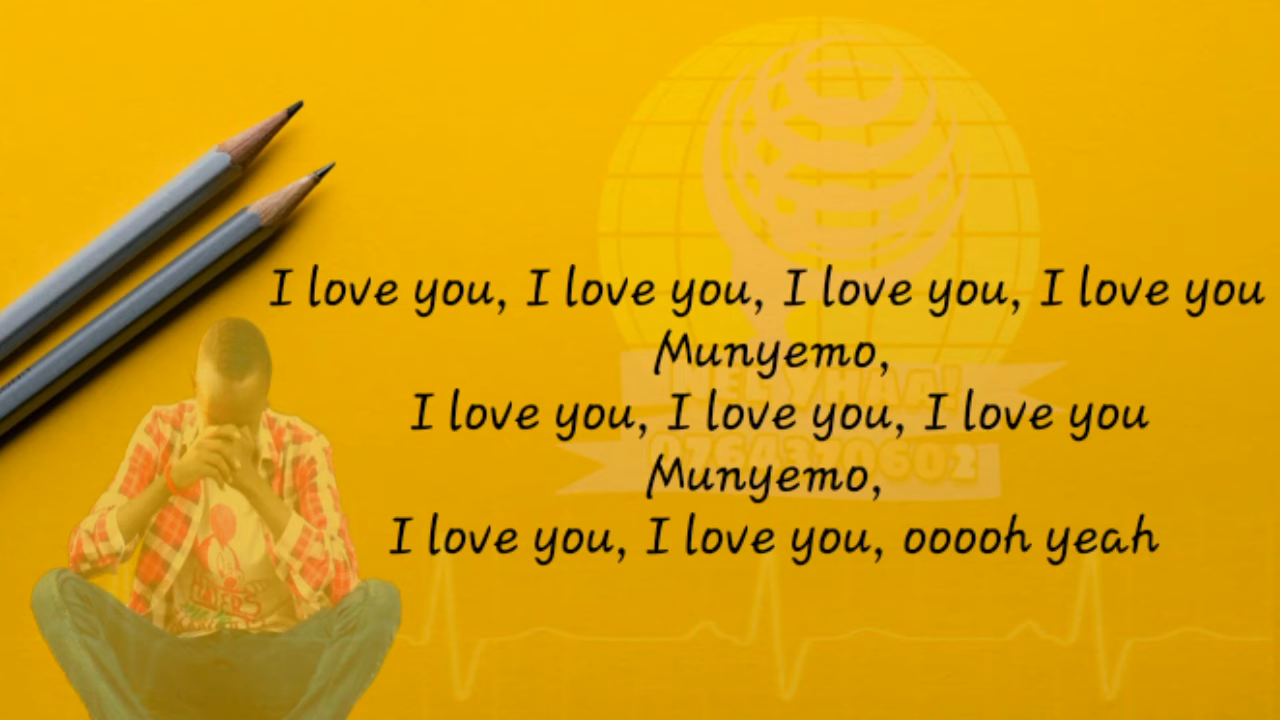 I love you, I love you, I love you, I love you
Munyemo,
I love you, I love you, I love you
Munyemo,
I love you, I love you, ooooh yeah
0764370602